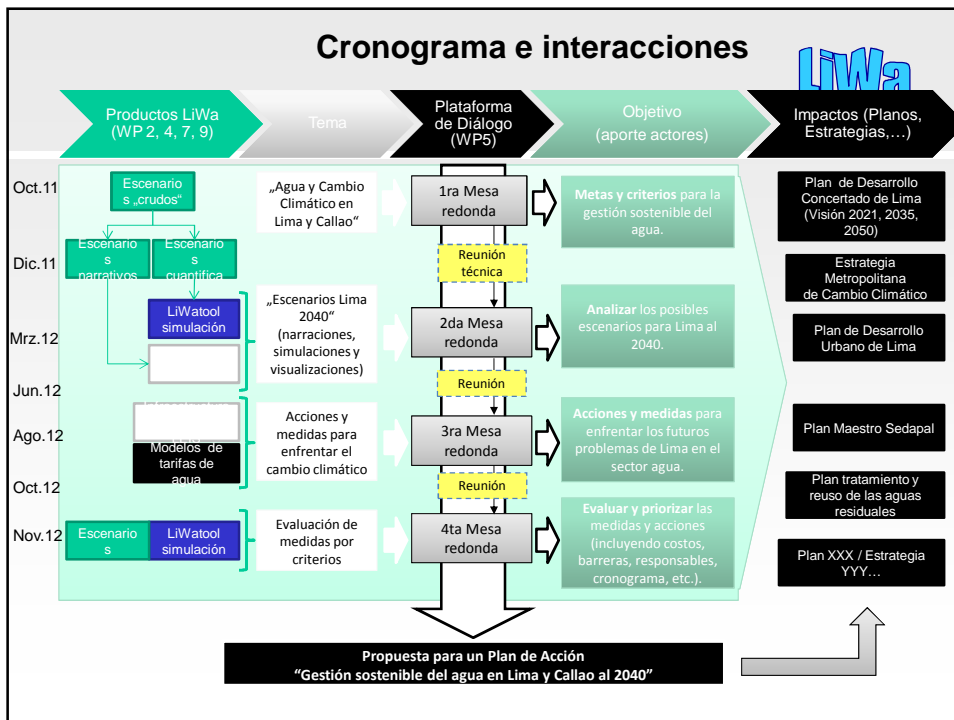 Cronograma e interacciones
LiWa
Productos LiWa
(WP 2, 4, 7, 9)
Tema
Plataforma
de Diálogo
(WP5)
Objetivo
(aporte actores)
Impactos (Planos,
Estrategias,…)
Oct.11
Escenario
s „crudos“
„Agua y Cambio
Climático en
Lima y Callao“
1ra Mesa
redonda
Metas y criterios para la
gestión sostenible del
agua.
Plan de Desarrollo
Concertado de Lima
(Visión 2021, 2035,
2050)
Dic.11
Escenario
s
narrativos
Escenario
s
cuantifica
Reunión
técnica
Estrategia
Metropolitana
de Cambio Climático
Mrz.12
LiWatool
simulación
„Escenarios Lima
2040“
(narraciones,
simulaciones y
visualizaciones)
2da Mesa
redonda
Analizar los posibles
escenarios para Lima al
2040.
Plan de Desarrollo
Urbano de Lima
Jun.12
Reunión
Ago.12
Modelos de
tarifas de
agua
Acciones y
medidas para
enfrentar el
cambio climático
3ra Mesa
redonda
Acciones y medidas para
enfrentar los futuros
problemas de Lima en el
sector agua.
Plan Maestro Sedapal
Oct.12
Reunión
Plan tratamiento y
reuso de las aguas
residuales
Nov.12
Escenario
s
LiWatool
simulación
Evaluación de
medidas por
criterios
4ta Mesa
redonda
Evaluar y priorizar las
medidas y acciones
(incluyendo costos,
barreras, responsables,
cronograma, etc.).
Plan XXX / Estrategia
YYY…
Propuesta para un Plan de Acción
“Gestión sostenible del agua en Lima y Callao al 2040”